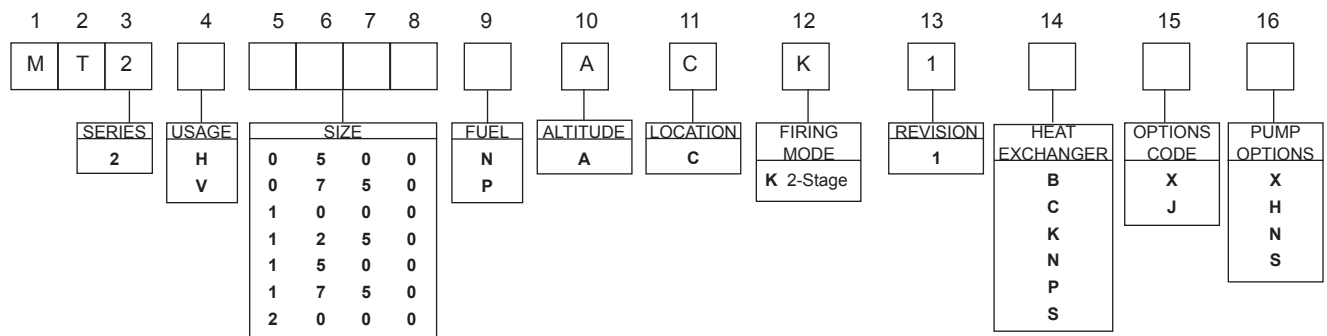 1 2 3 4 5 6 7 8 9 10 11 12 13 14 15 16
M T 2 A C K 1
SERIES
2
USAGE
H
V
SIZE
0 5 0 0
0 7 5 0
1 0 0 0
1 2 5 0
1 5 0 0
1 7 5 0
2 0 0 0
FUEL
N
P
ALTITUDE
A
LOCATION
C
FIRING
MODE
K 2-Stage
REVISION
1
HEAT
EXCHANGER
B
C
K
N
P
S
OPTIONS
CODE
X
J
PUMP
OPTIONS
X
H
N
S